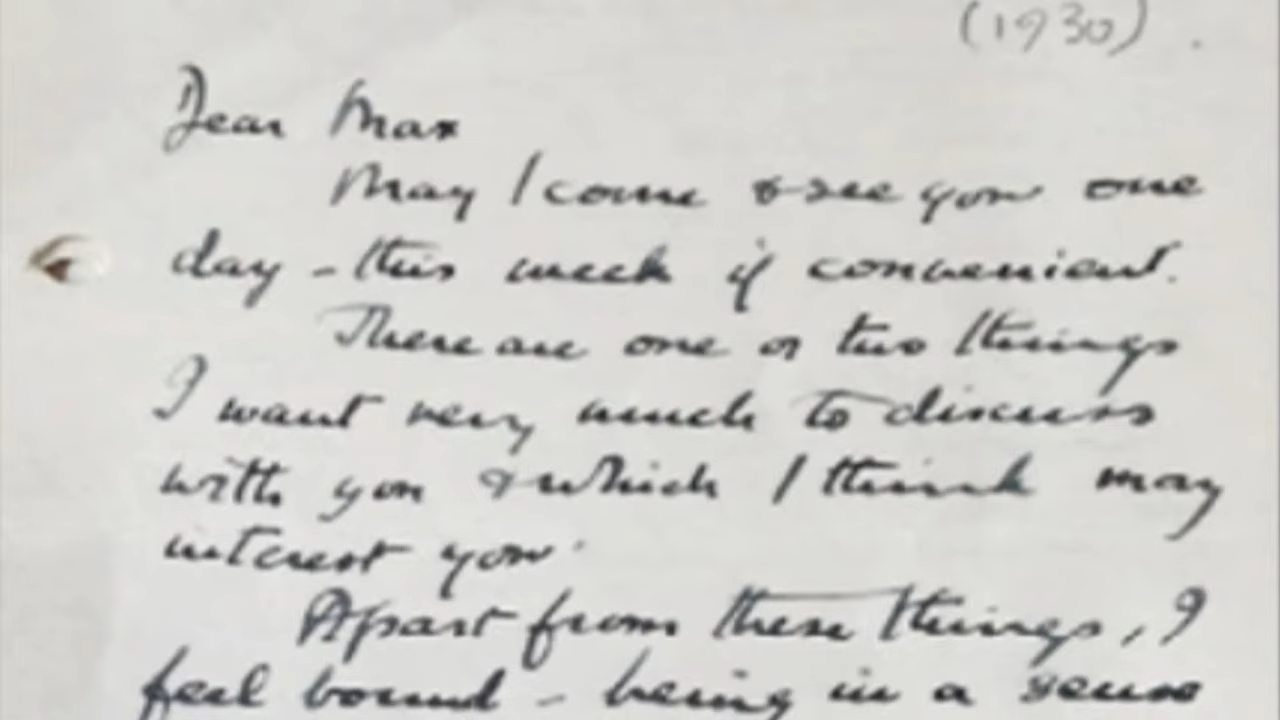 (1930).
Dear Max
May I come & see you one
day - this week if convenient.
There are one or two things
I want very much to discuss
with you & which I think may
interest you.
Apart from these things, I
feel bound - being in a sense